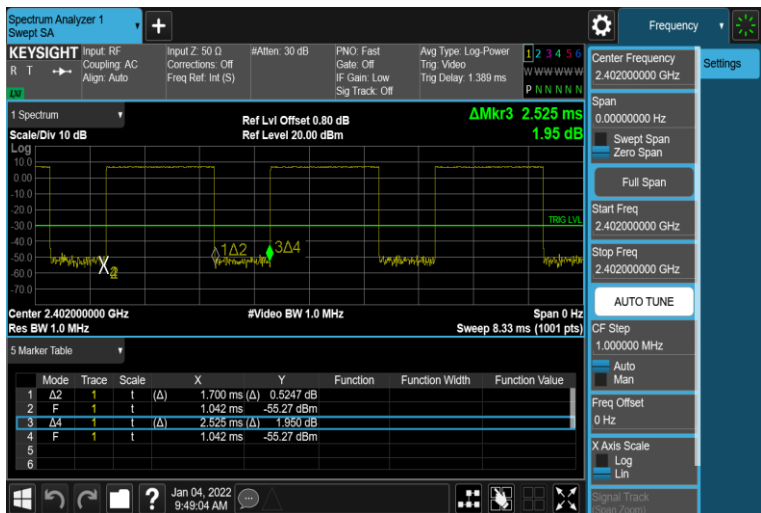 Spectrum Analyzer 1
Swept SA
Frequency
KEYSIGHT
R T
LXI
Input: RF
Coupling: AC
Align: Auto
Input Z: 50 Ω
Corrections: Off
Freq Ref: Int (S)
#Atten: 30 dB
PNO: Fast
Gate: Off
IF Gain: Low
Sig Track: Off
Avg Type: Log-Power
Trig: Video
Trig Delay: 1.389 ms
1 2 3 4 5 6
W W W W W W
P N N N N N
Center Frequency
2.402000000 GHz
Settings
Span
0.00000000 Hz
Swept Span
Zero Span
Full Span
Start Freq
2.402000000 GHz
Stop Freq
2.402000000 GHz
AUTO TUNE
CF Step
1.000000 MHz
Auto
Man
Freq Offset
0 Hz
X Axis Scale
Log
Lin
Signal Track
(Span Zoom)
1 Spectrum
Scale/Div 10 dB
Ref Lvl Offset 0.80 dB
Ref Level 20.00 dBm
ΔMkr3 2.525 ms
1.95 dB
Log
10.0
0.00
-10.0
-20.0
-30.0
-40.0
-50.0
-60.0
-70.0
TRIG LVL
1Δ2
3Δ4
Center 2.402000000 GHz
Res BW 1.0 MHz
#Video BW 1.0 MHz
Span 0 Hz
Sweep 8.33 ms (1001 pts)
5 Marker Table
Mode Trace Scale X Y Function Function Width Function Value
1 Δ2 1 t (Δ) 1.700 ms (Δ) 0.5247 dB
2 F 1 t 1.042 ms -55.27 dBm
3 Δ4 1 t (Δ) 2.525 ms (Δ) 1.950 dB
4 F 1 t 1.042 ms -55.27 dBm
5
6
?
Jan 04, 2022
9:49:04 AM